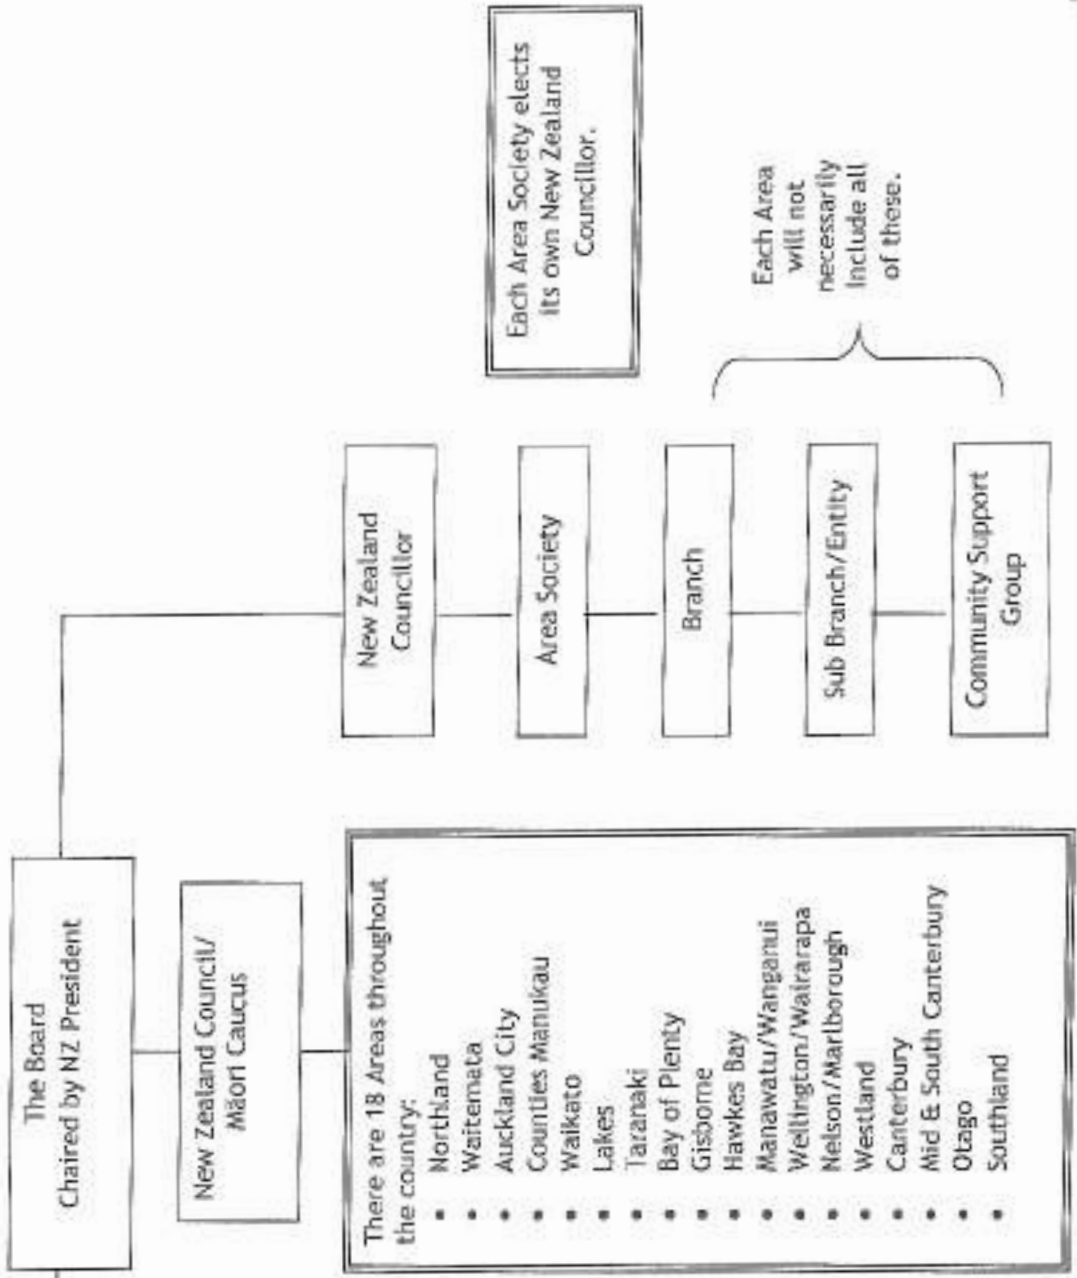 The Board
Chaired by NZ President
New Zealand Council/
Māori Caucus
There are 18 Areas throughout
the country:
• Northland
• Waitemata
• Auckland City
• Counties Manukau
• Waikato
• Lakes
• Taranaki
• Bay of Plenty
• Gisborne
• Hawkes Bay
• Manawatu/Wanganui
• Wellington/Wairarapa
• Nelson/Marlborough
• Westland
• Canterbury
• Mid & South Canterbury
• Otago
• Southland
New Zealand
Councillor
Area Society
Branch
Sub Branch/Entity
Community Support
Group
Each Area Society elects
its own New Zealand
Councillor.
Each Area
will not
necessarily
include all
of these.